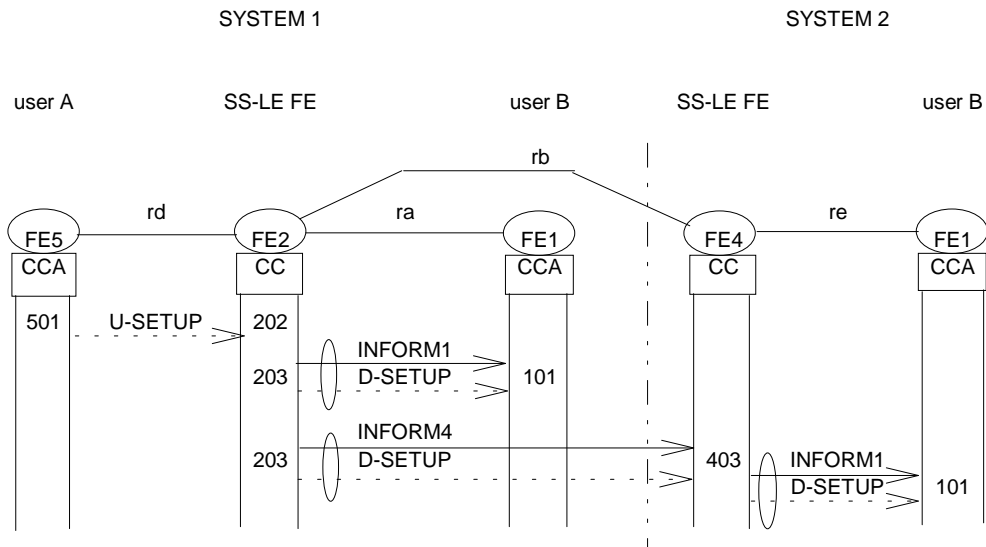 SYSTEM 1 SYSTEM 2
user A SS-LE FE user B SS-LE FE user B
rb
rd ra re
FE5 FE2 FE1 FE4 FE1
CCA CC CCA CC CCA
501 U-SETUP 202
INFORM1
203 D-SETUP 101
INFORM4
203 D-SETUP 403 INFORM1
D-SETUP 101